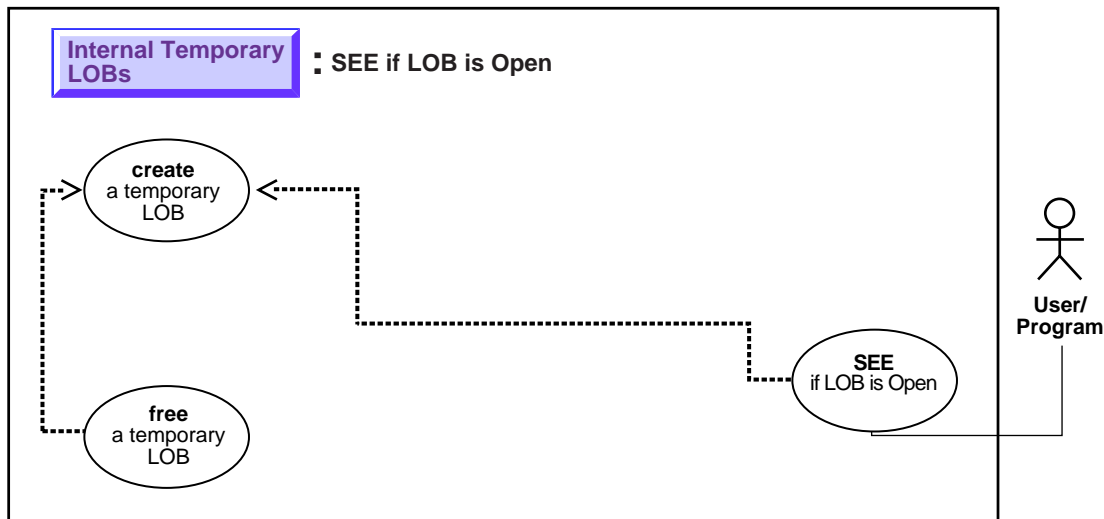 Internal Temporary
LOBs
: SEE if LOB is Open
create
a temporary
LOB
User/
Program
SEE
if LOB is Open
free
a temporary
LOB